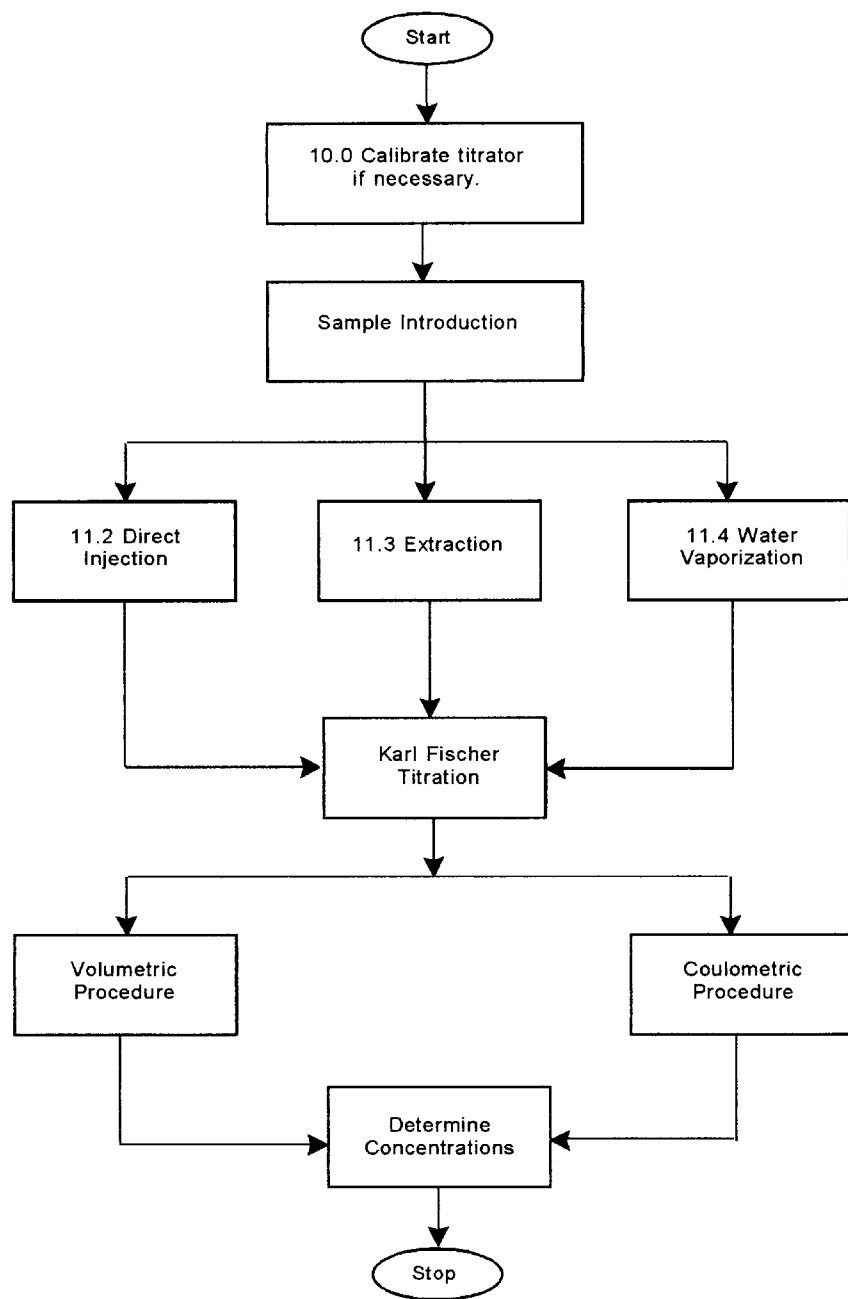 Start
10.0 Calibrate titrator
if necessary.
Sample Introduction
11.2 Direct
Injection
11.3 Extraction
11.4 Water
Vaporization
Karl Fischer
Titration
Volumetric
Procedure
Coulometric
Procedure
Determine
Concentrations
Stop